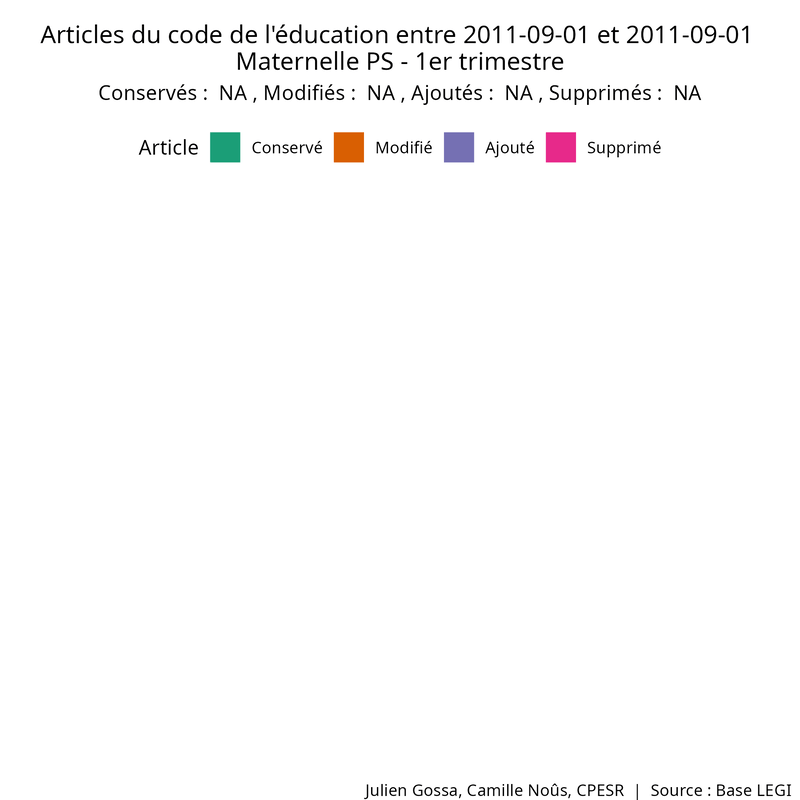 Articles du code de l'éducation entre 2011-09-01 et 2011-09-01
Maternelle PS - 1er trimestre
Conservés :  NA , Modifiés :  NA , Ajoutés :  NA , Supprimés :  NA
Article Conservé Modifié Ajouté Supprimé
Julien Gossa, Camille Noûs, CPESR  |  Source : Base LEGI